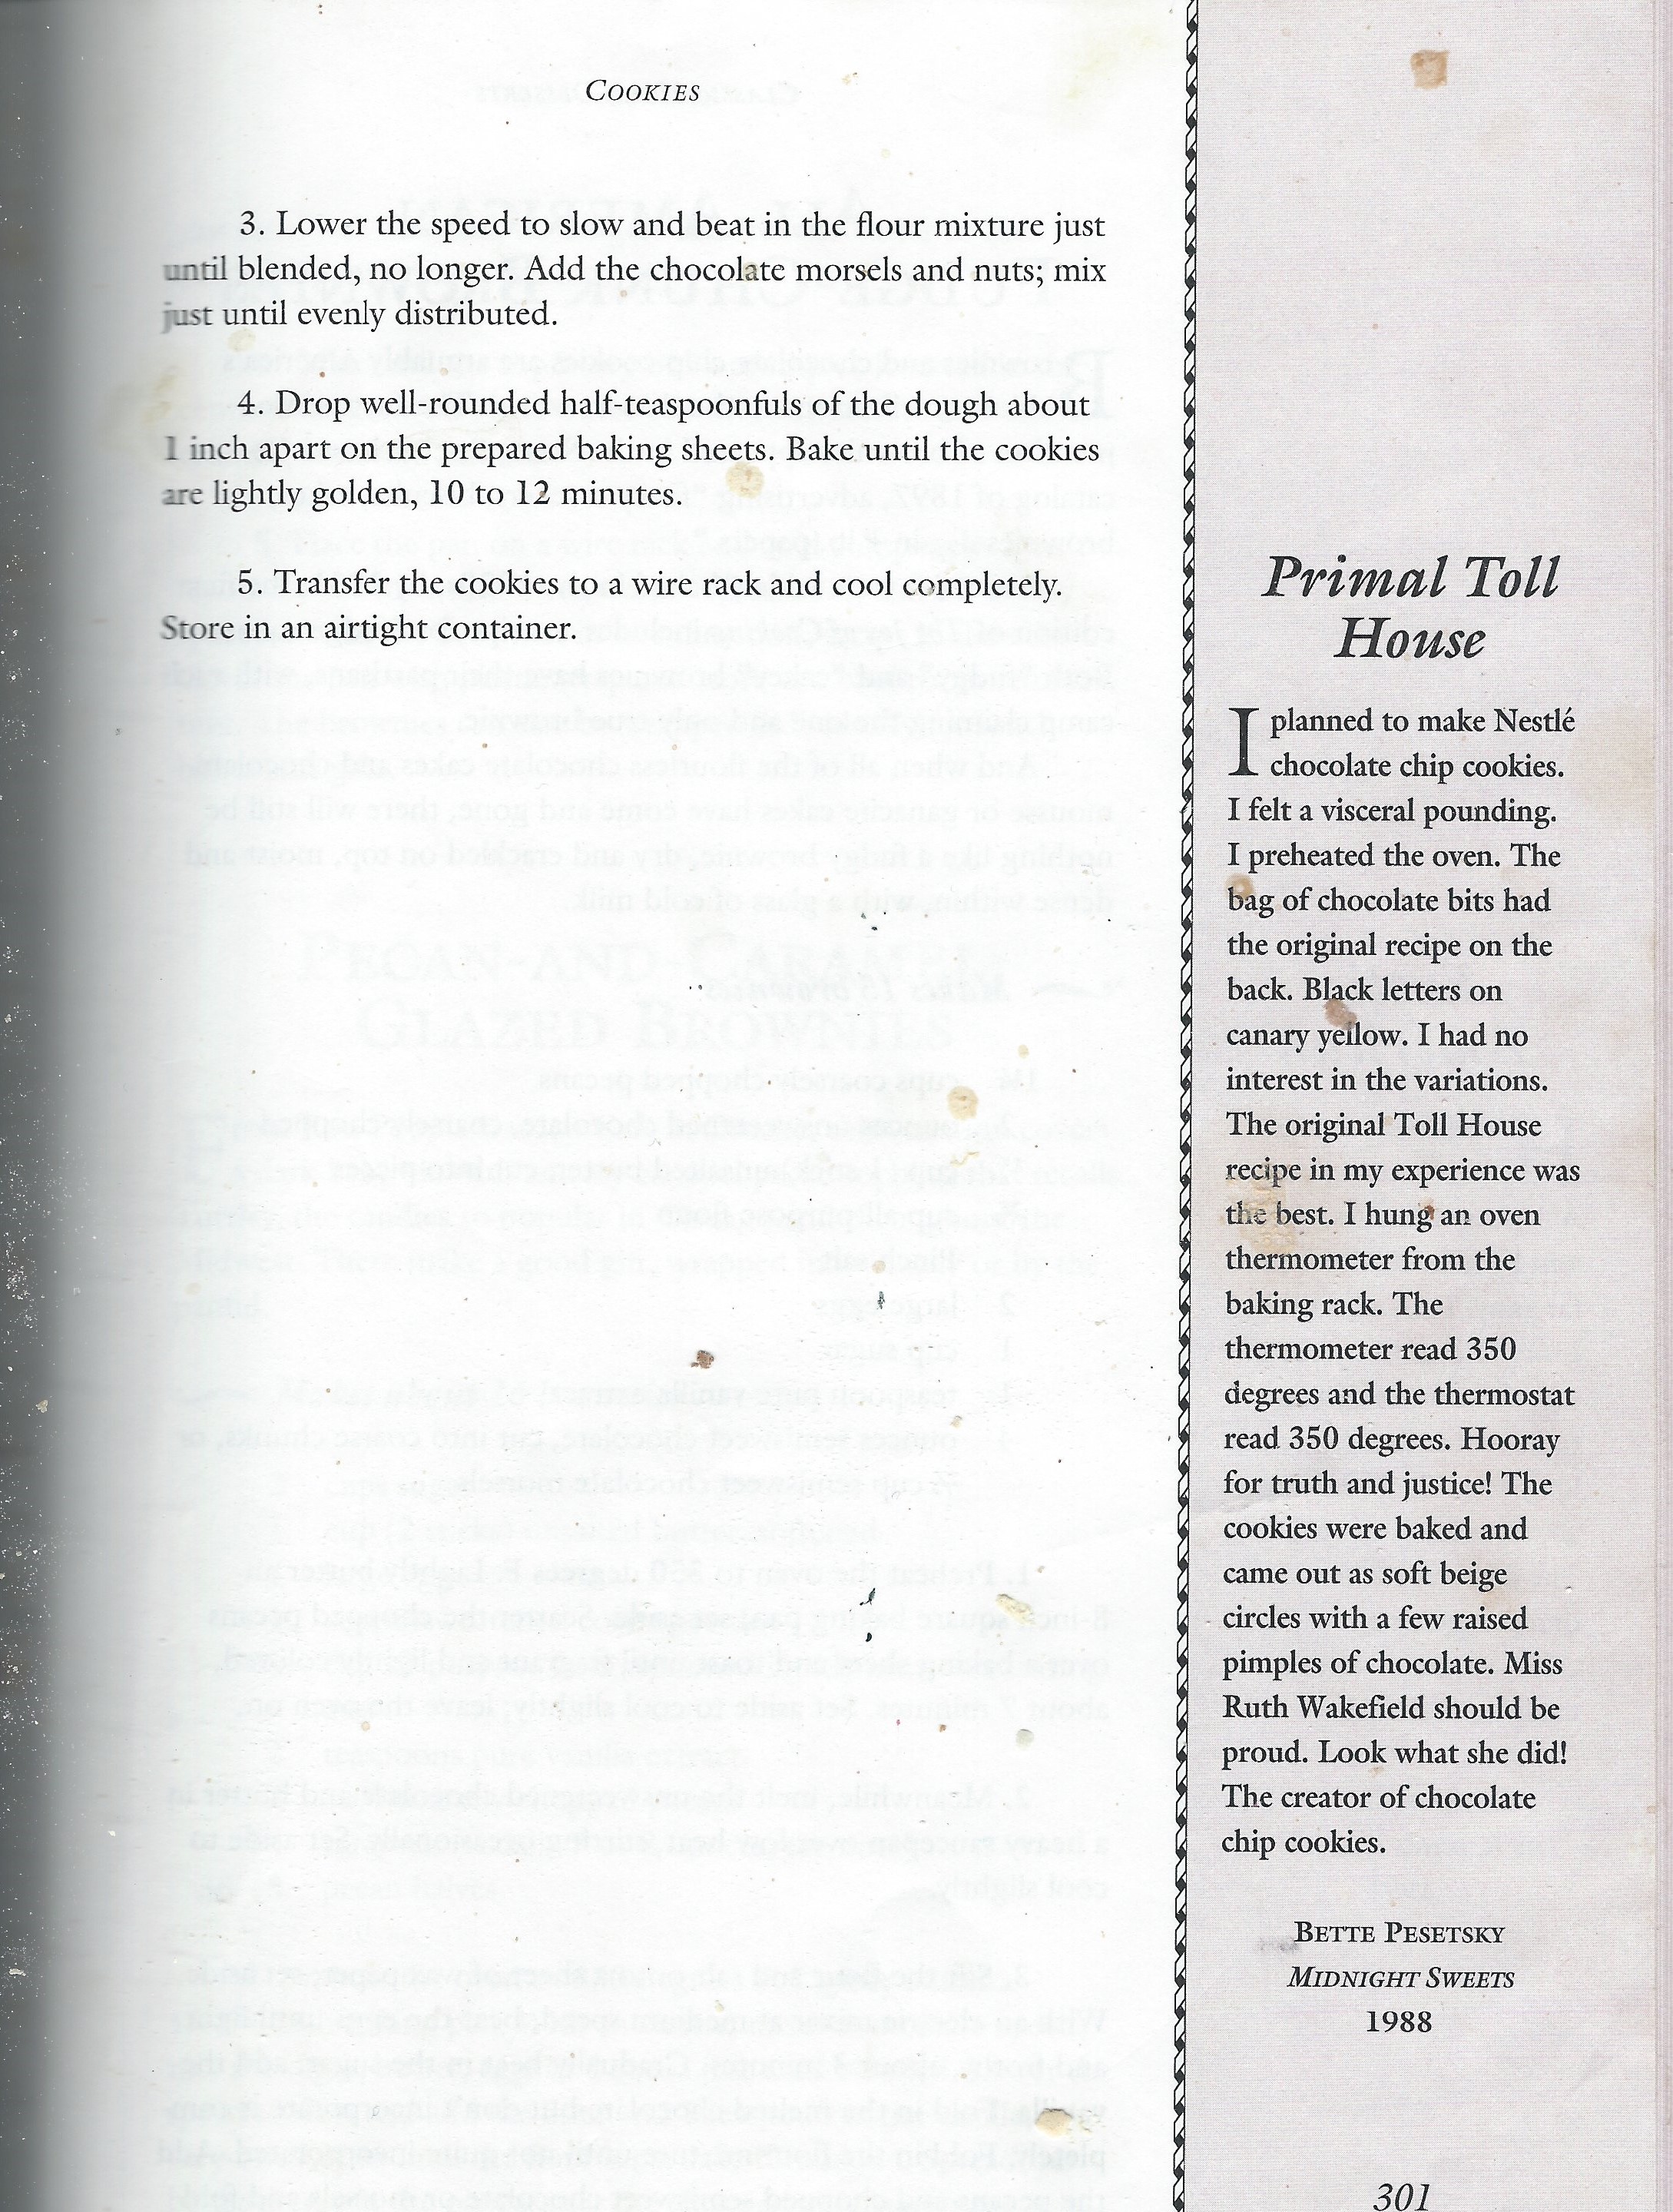 COOKIES
3. Lower the speed to slow and beat in the flour mixture just
until blended, no longer. Add the chocolate morsels and nuts; mix
just until evenly distributed.
4. Drop well-rounded half-teaspoonfuls of the dough about
1 inch apart on the prepared baking sheets. Bake until the cookies
are lightly golden, 10 to 12 minutes.
5. Transfer the cookies to a wire rack and cool completely.
Store in an airtight container.
Primal Toll
House
I planned to make Nestlé
chocolate chip cookies.
I felt a visceral pounding.
I preheated the oven. The
bag of chocolate bits had
the original recipe on the
back. Black letters on
canary yellow. I had no
interest in the variations.
The original Toll House
recipe in my experience was
the best. I hung an oven
thermometer from the
baking rack. The
thermometer read 350
degrees and the thermostat
read 350 degrees. Hooray
for truth and justice! The
cookies were baked and
came out as soft beige
circles with a few raised
pimples of chocolate. Miss
Ruth Wakefield should be
proud. Look what she did!
The creator of chocolate
chip cookies.
BETTE PESETSKY
MIDNIGHT SWEETS
1988
301